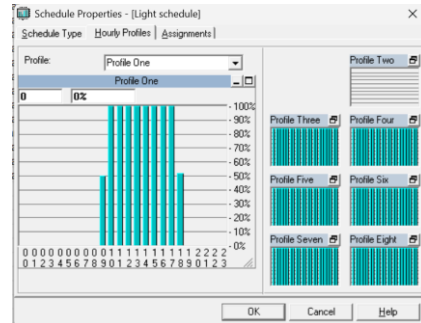 Schedule Properties - [Light schedule]
Schedule Type Hourly Profiles Assignments
Profile: Profile One
Profile One
0 0%
100%
90%
80%
70%
60%
50%
40%
30%
20%
10%
0%
0 0 0 0 0 0 0 0 0 0 1 1 1 1 1 1 1 1 1 1 2 2 2 2
0 1 2 3 4 5 6 7 8 9 0 1 2 3 4 5 6 7 8 9 0 1 2 3
Profile Two
Profile Three Profile Four
Profile Five Profile Six
Profile Seven Profile Eight
OK Cancel Help